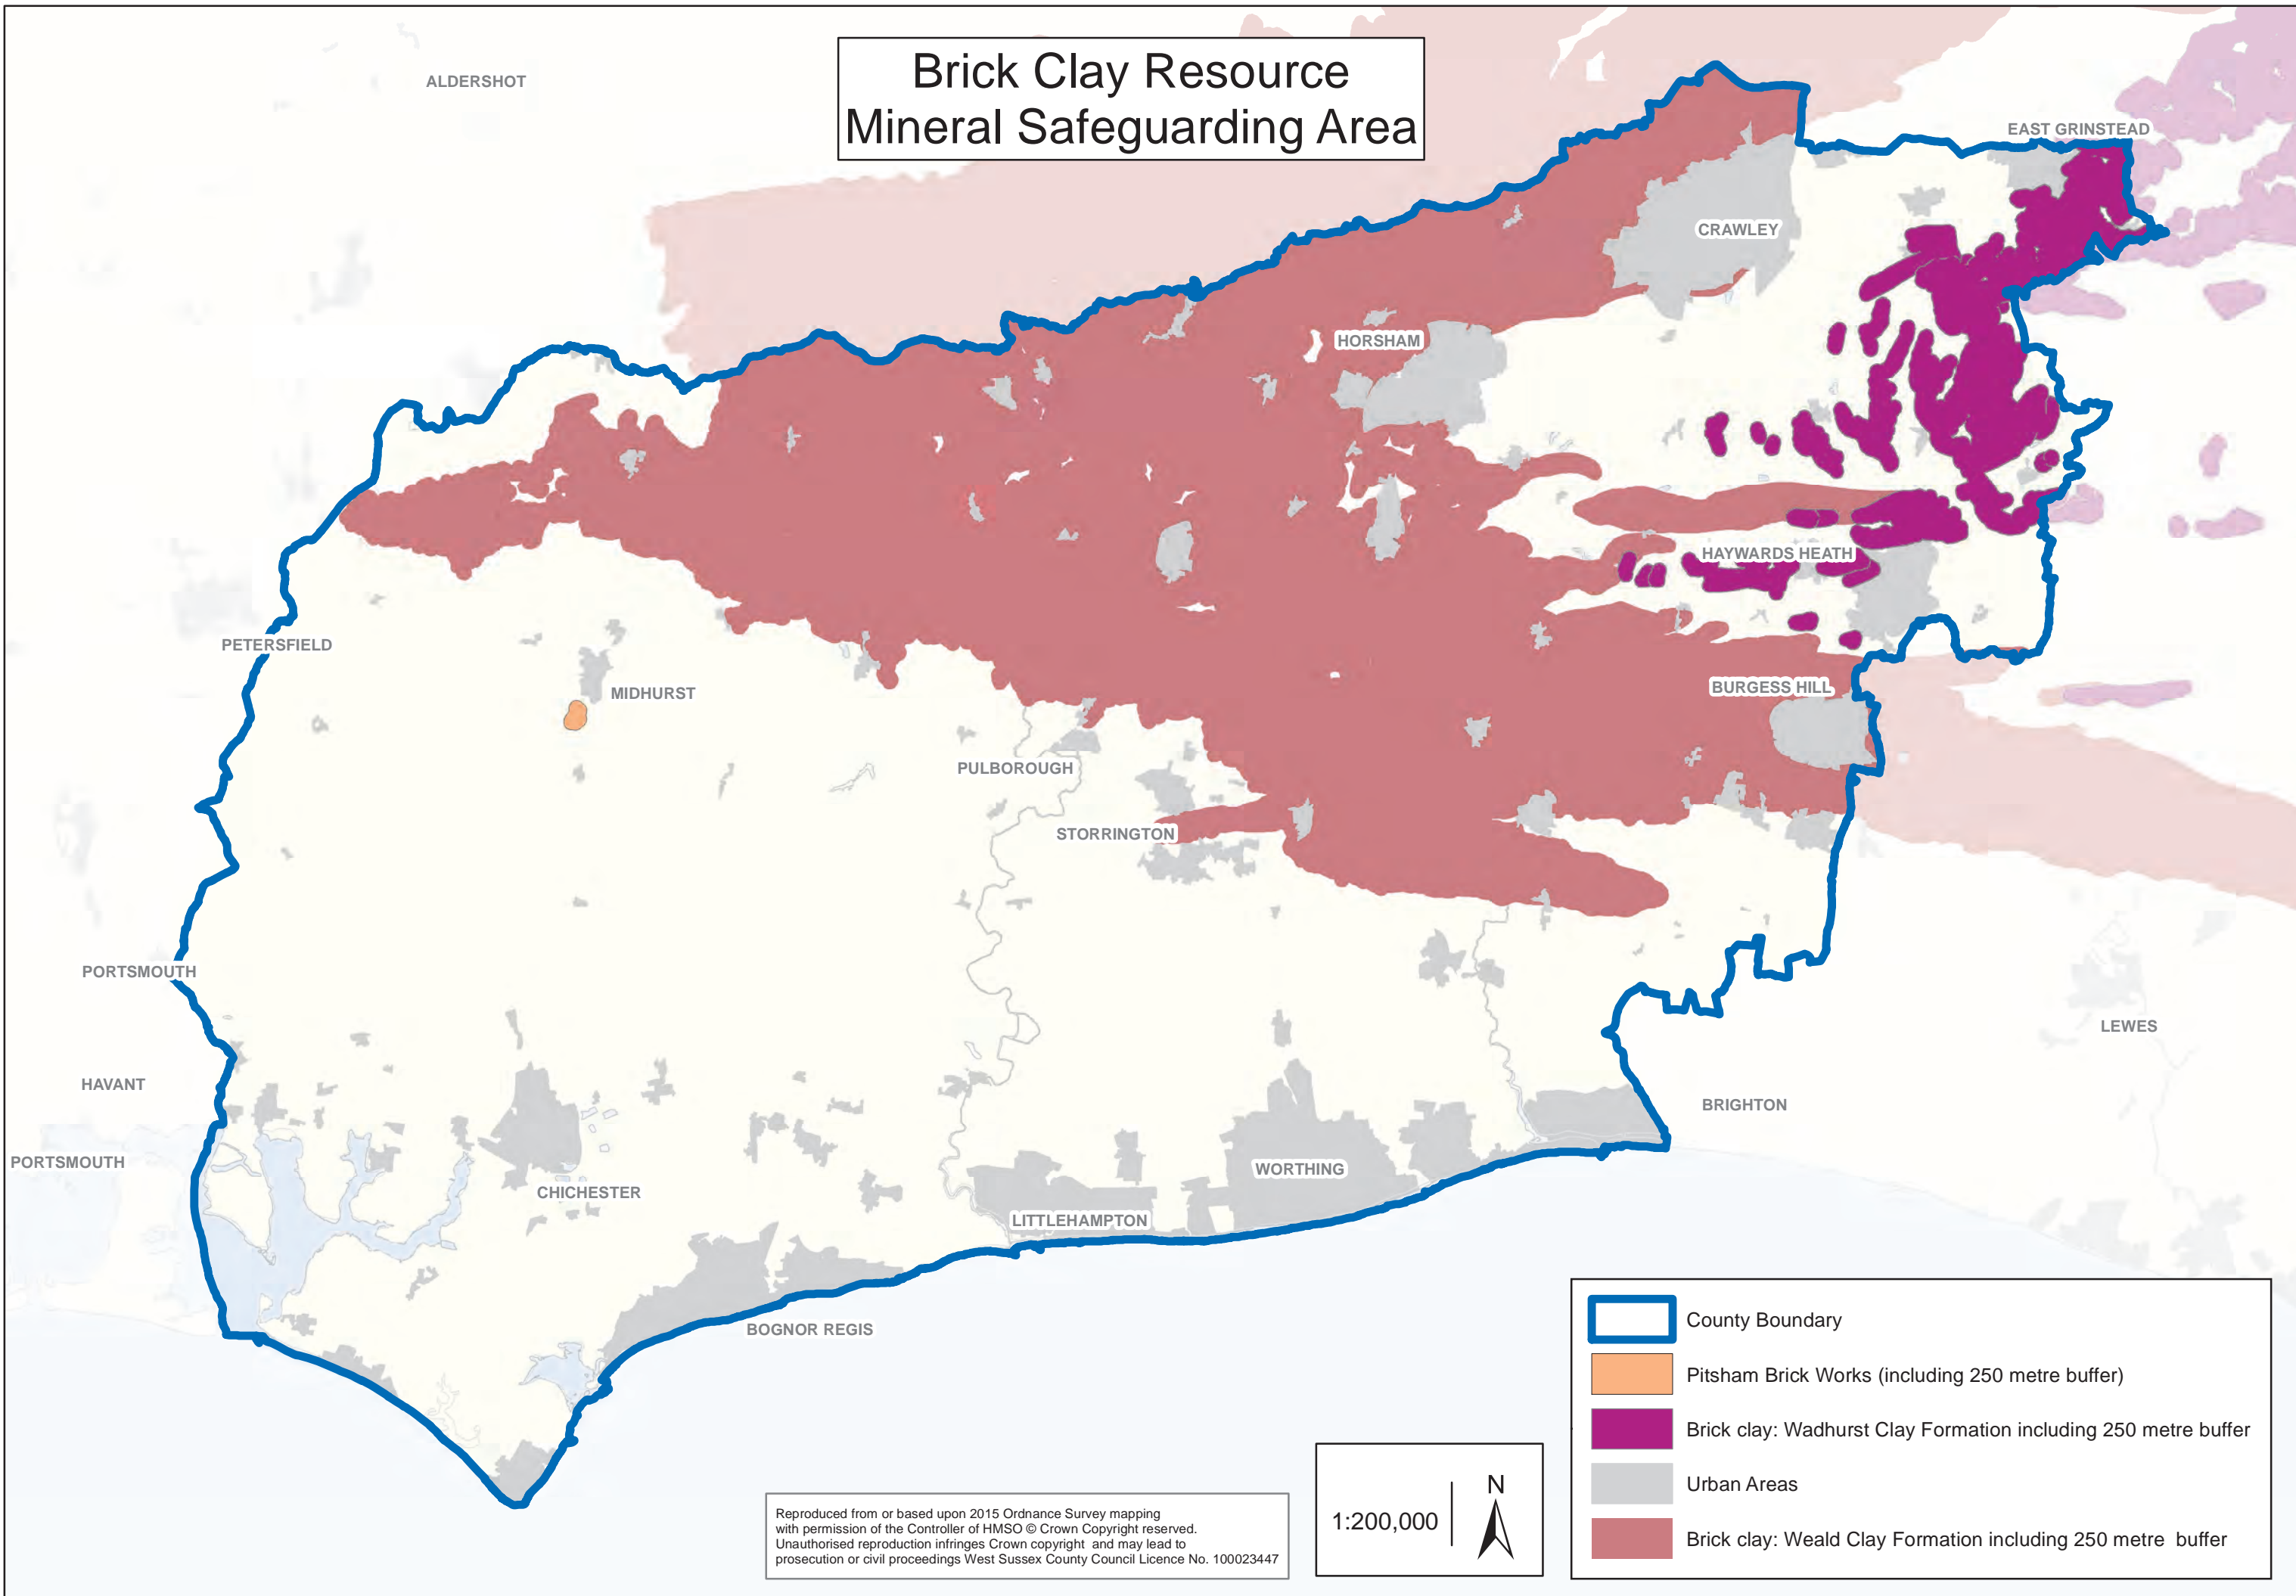 Brick Clay Resource
Mineral Safeguarding Area
ALDERSHOT
EAST GRINSTEAD
CRAWLEY
HORSHAM
HAYWARDS HEATH
PETERSFIELD
MIDHURST
BURGESS HILL
PULBOROUGH
STORRINGTON
PORTSMOUTH
LEWES
HAVANT
BRIGHTON
PORTSMOUTH
WORTHING
CHICHESTER
LITTLEHAMPTON
BOGNOR REGIS
County Boundary
Pitsham Brick Works (including 250 metre buffer)
Brick clay: Wadhurst Clay Formation including 250 metre buffer
Urban Areas
Brick clay: Weald Clay Formation including 250 metre buffer
1:200,000
N
Reproduced from or based upon 2015 Ordnance Survey mapping
with permission of the Controller of HMSO © Crown Copyright reserved.
Unauthorised reproduction infringes Crown copyright and may lead to
prosecution or civil proceedings West Sussex County Council Licence No. 100023447